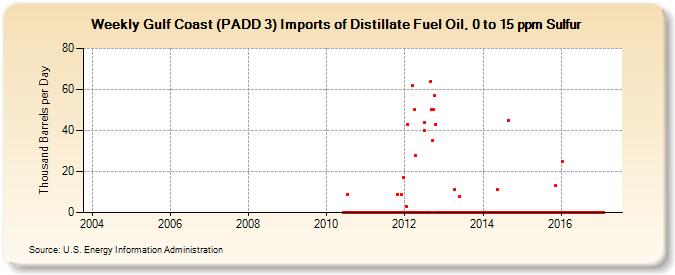 Weekly Gulf Coast (PADD 3) Imports of Distillate Fuel Oil, 0 to 15 ppm Sulfur
Thousand Barrels per Day
80
60
40
20
0
2004 2006 2008 2010 2012 2014 2016
Source: U.S. Energy Information Administration